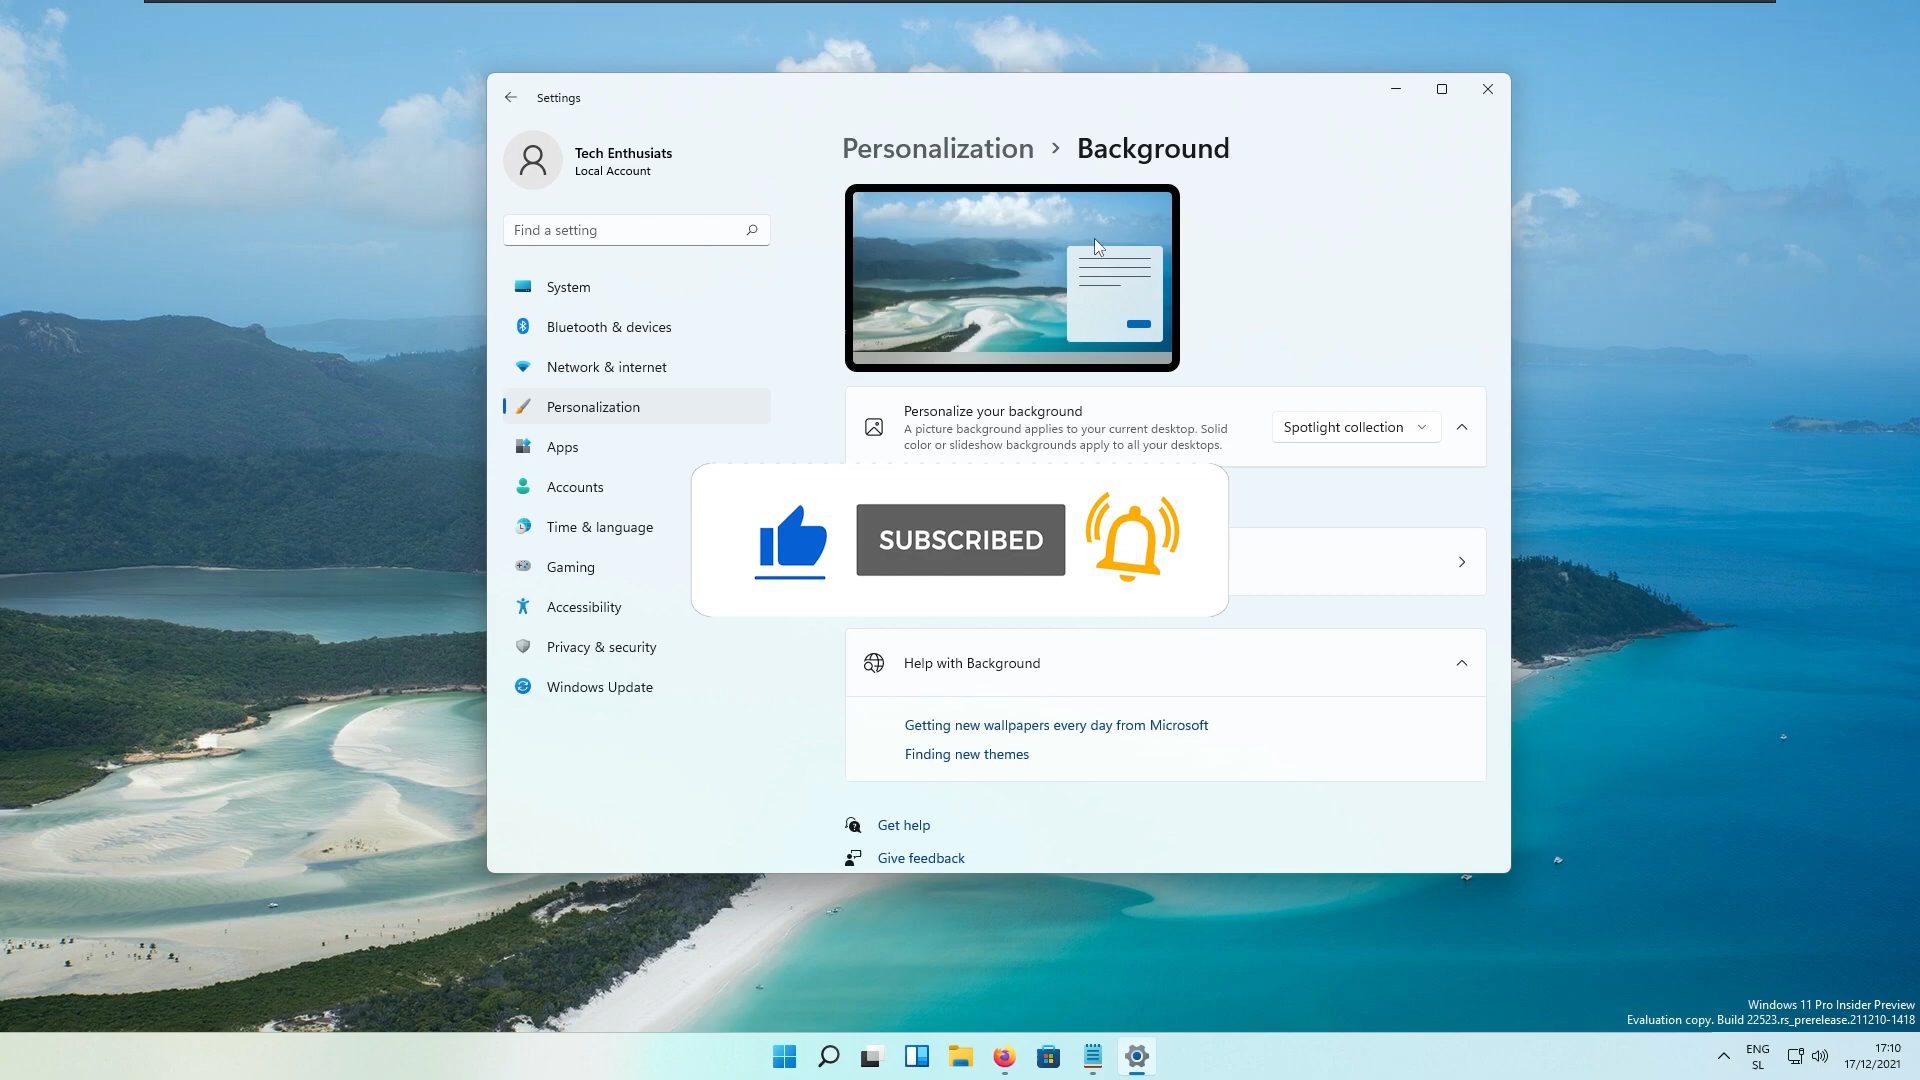 Settings
Tech Enthusiats
Local Account
Find a setting
System
Bluetooth & devices
Network & internet
Personalization
Apps
Accounts
Time & language
Gaming
Accessibility
Privacy & security
Windows Update
Personalization > Background
Personalize your background
A picture background applies to your current desktop. Solid
color or slideshow backgrounds apply to all your desktops.
Spotlight collection
SUBSCRIBED
Help with Background
Getting new wallpapers every day from Microsoft
Finding new themes
Get help
Give feedback
Windows 11 Pro Insider Preview
Evaluation copy. Build 22523.rs_prerelease.211210-1418
ENG
SL
17:10
17/12/2021